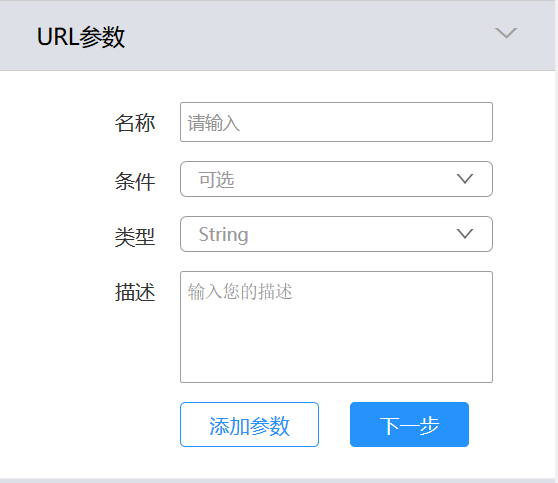 URL参数
名称 请输入
条件 可选
类型 String
描述 输入您的描述
添加参数 下一步